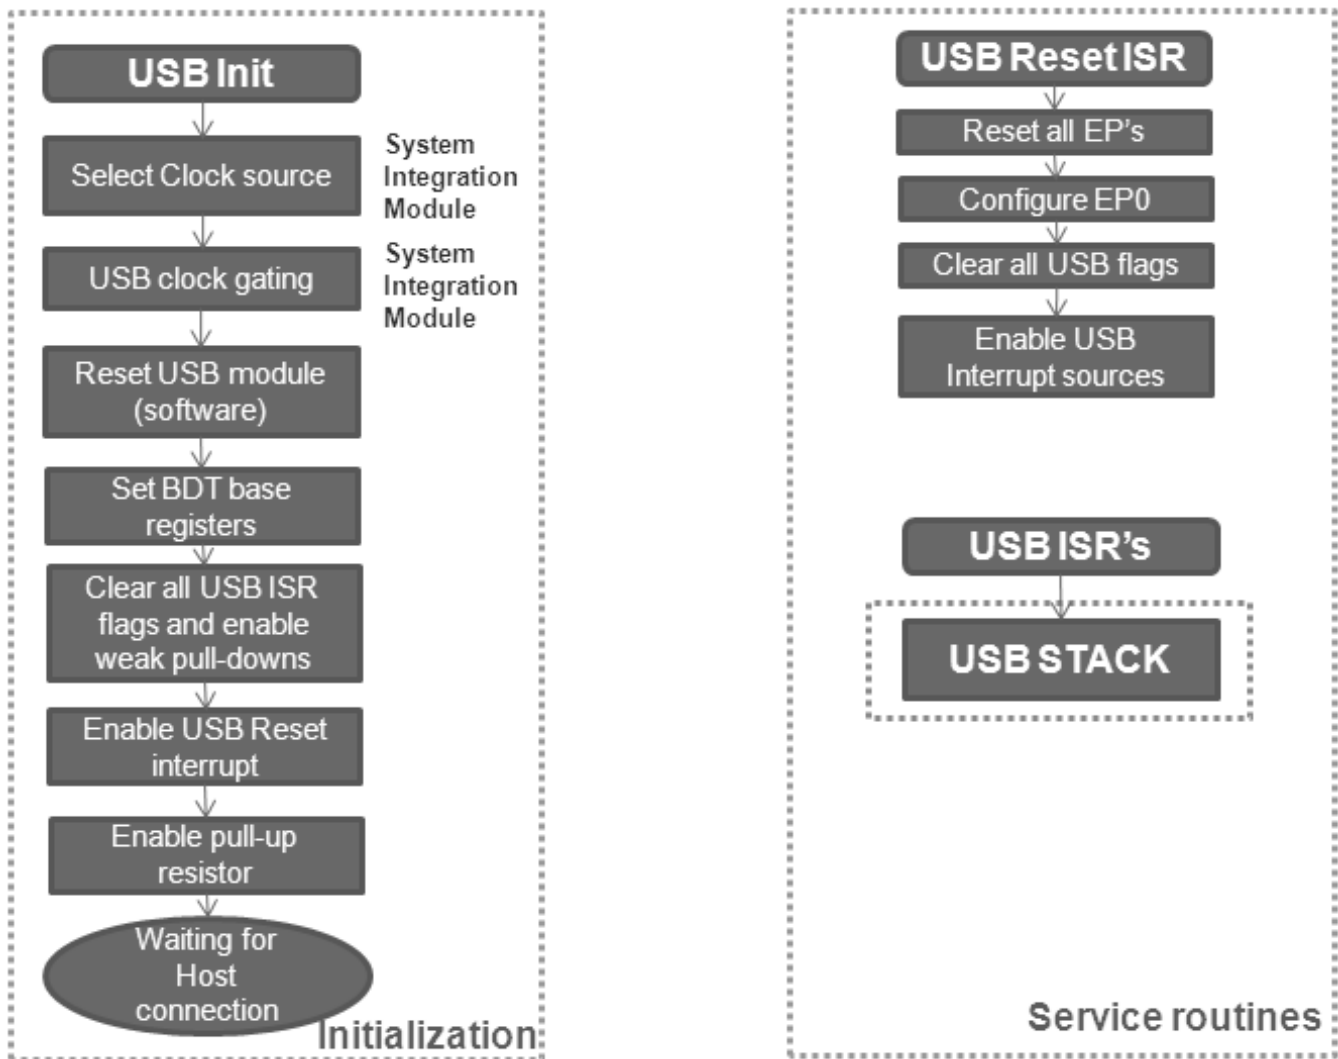 USB Init
Select Clock source
System
Integration
Module
USB clock gating
System
Integration
Module
Reset USB module
(software)
Set BDT base
registers
Clear all USB ISR
flags and enable
weak pull-downs
Enable USB Reset
interrupt
Enable pull-up
resistor
Waiting for
Host
connection
Initialization
USB Reset ISR
Reset all EP's
Configure EP0
Clear all USB flags
Enable USB
Interrupt sources
USB ISR's
USB STACK
Service routines